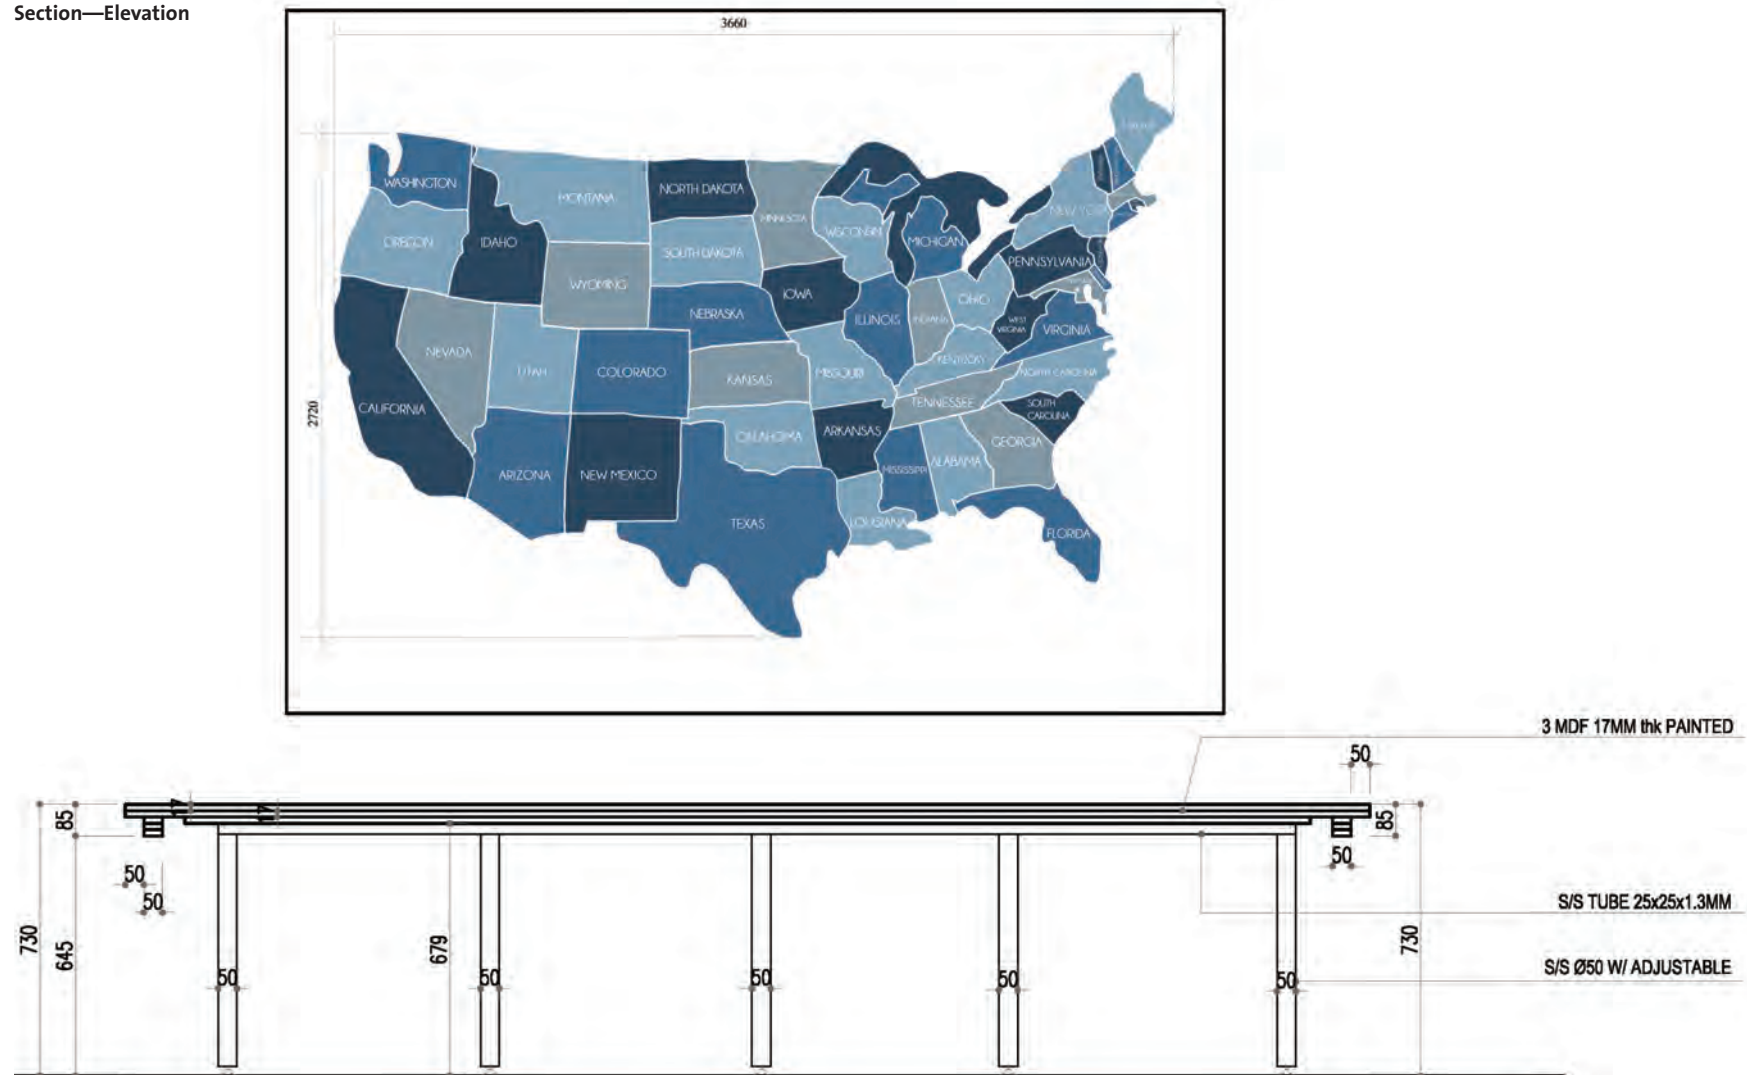 Section—Elevation
3660
2720
WASHINGTON
MONTANA
NORTH DAKOTA
MINNESOTA
OREGON
IDAHO
WYOMING
SOUTH DAKOTA
WISCONSIN
MICHIGAN
NEW YORK
PENNSYLVANIA
IOWA
NEBRASKA
ILLINOIS
INDIANA
OHIO
WEST
VIRGINIA
VIRGINIA
NEVADA
UTAH
COLORADO
KANSAS
MISSOURI
KENTUCKY
NORTH CAROLINA
CALIFORNIA
TENNESSEE
SOUTH
CAROLINA
ARIZONA
NEW MEXICO
OKLAHOMA
ARKANSAS
MISSISSIPPI
ALABAMA
GEORGIA
TEXAS
LOUISIANA
FLORIDA
3 MDF 17MM thk PAINTED
50
85
17
17
85
50
50
50
S/S TUBE 25x25x1.3MM
730
645
679
730
S/S Ø50 W/ ADJUSTABLE
50
50
50
50
50